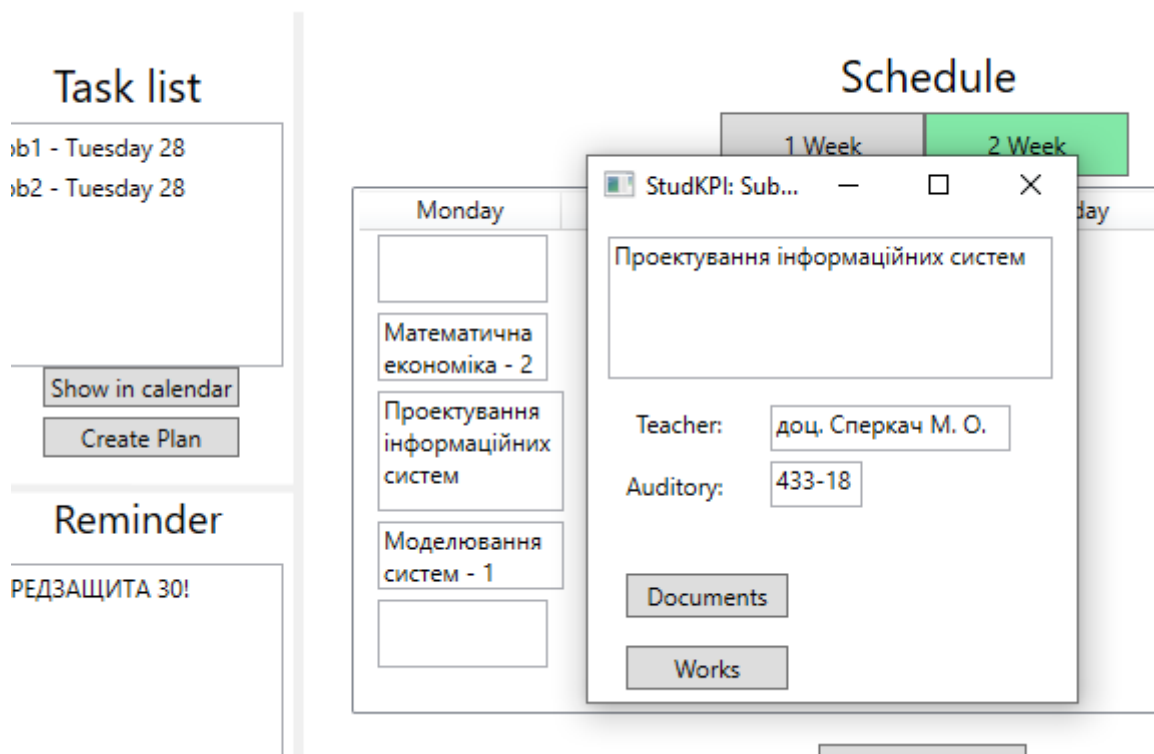 Task list
ob1 - Tuesday 28
ob2 - Tuesday 28
Show in calendar
Create Plan
Reminder
РЕДЗАЩИТА 30!
Schedule
1 Week
2 Week
Monday
day
Математична
економіка - 2
Проектування
інформаційних
систем
Моделювання
систем - 1
StudKPI: Sub...
Проектування інформаційних систем
Teacher:
доц. Сперкач М. О.
Auditory:
433-18
Documents
Works